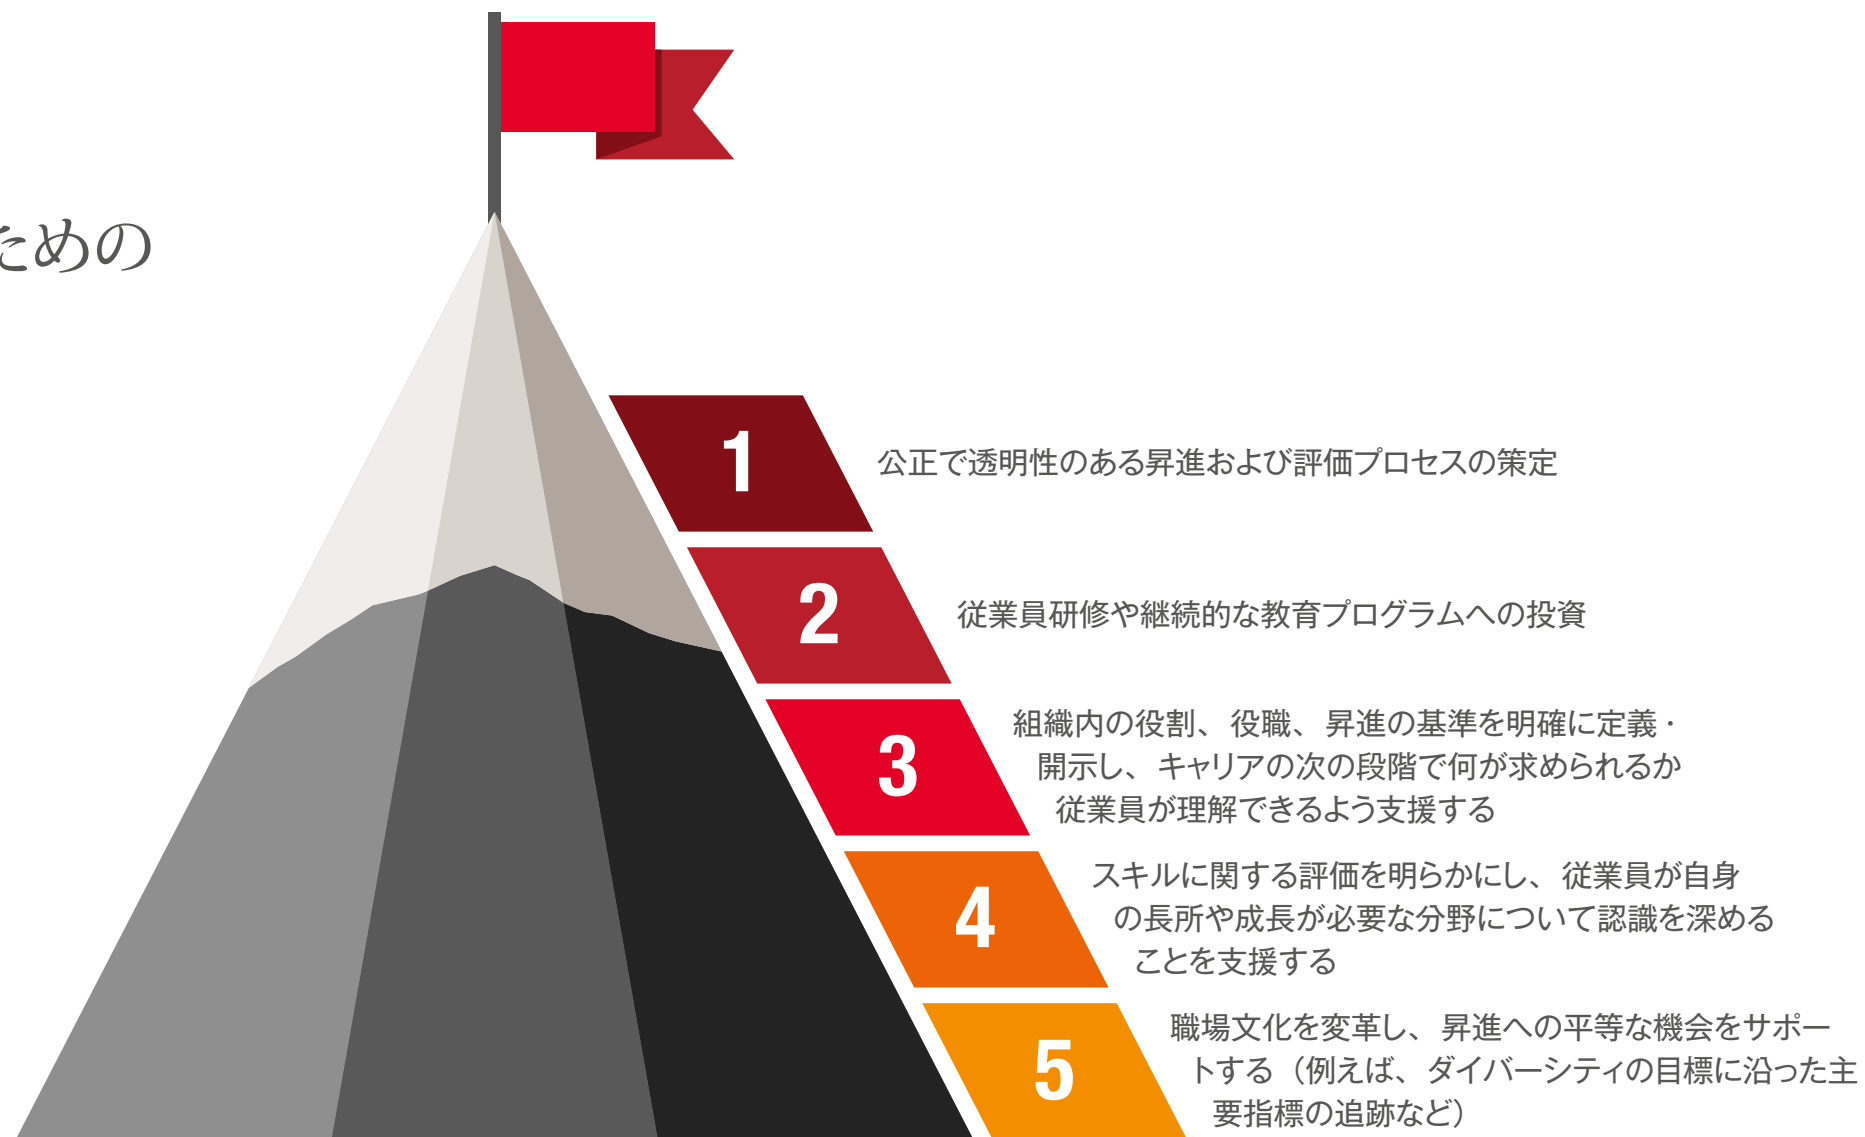 ための
1
公正で透明性のある昇進および評価プロセスの策定
2
従業員研修や継続的な教育プログラムへの投資
3
組織内の役割、役職、昇進の基準を明確に定義・
開示し、キャリアの次の段階で何が求められるか
従業員が理解できるよう支援する
4
スキルに関する評価を明らかにし、従業員が自身
の長所や成長が必要な分野について認識を深める
ことを支援する
5
職場文化を変革し、昇進への平等な機会をサポー
トする（例えば、ダイバーシティの目標に沿った主
要指標の追跡など）